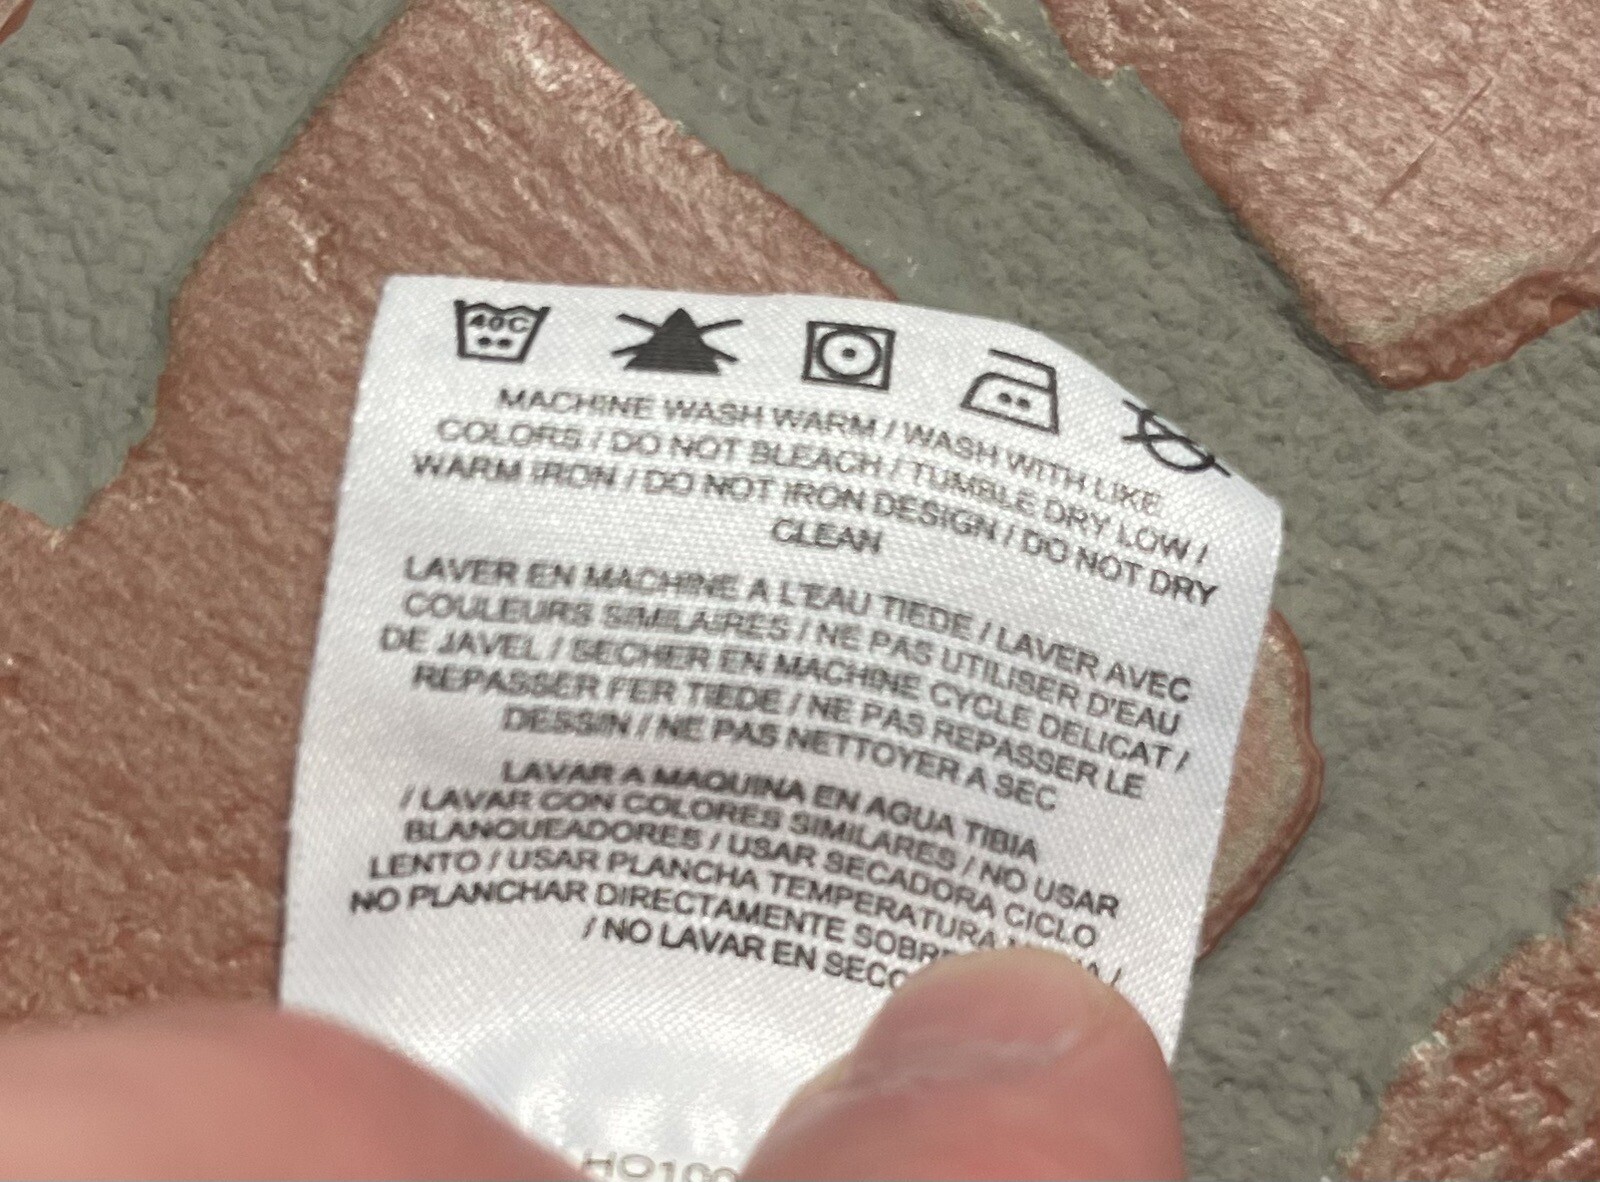 40C
MACHINE WASH WARM / WASH WITH LIKE
COLORS / DO NOT BLEACH / TUMBLE DRY LOW /
WARM IRON / DO NOT IRON DESIGN / DO NOT DRY
CLEAN
LAVER EN MACHINE A L'EAU TIEDE / LAVER AVEC
COULEURS SIMILAIRES / NE PAS UTILISER D'EAU
DE JAVEL / SECHER EN MACHINE CYCLE DELICAT /
REPASSER FER TIEDE / NE PAS REPASSER LE
DESSIN / NE PAS NETTOYER A SEC
LAVAR A MAQUINA EN AGUA TIBIA
/ LAVAR CON COLORES SIMILARES / NO USAR
BLANQUEADORES / USAR SECADORA CICLO
LENTO / USAR PLANCHA TEMPERATURA /
NO PLANCHAR DIRECTAMENTE SOBRE
/ NO LAVAR EN SECO